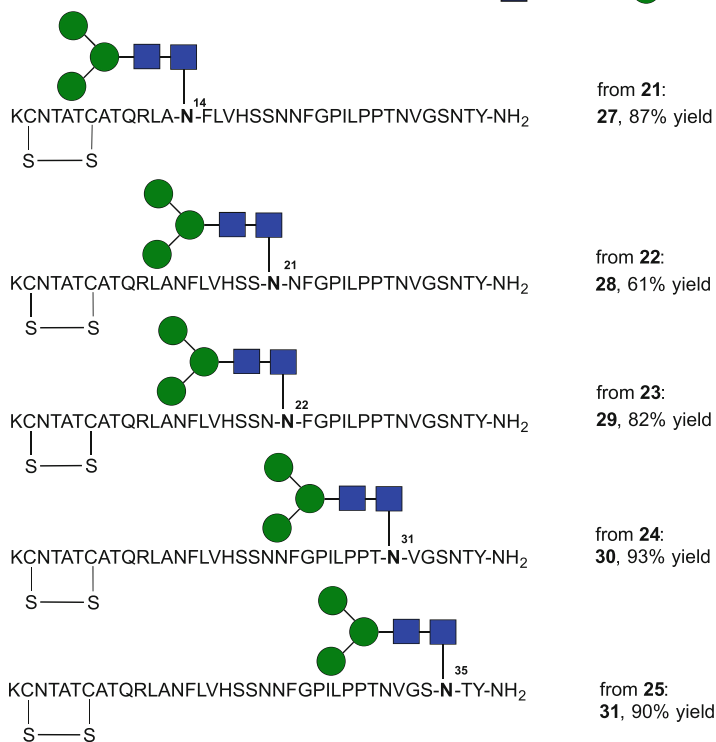 14
from 21:
KCNTATCATQRLA-N-FLVHSSNNFGPILPPTNVGSNTY-NH2
27, 87% yield
S S
21
from 22:
KCNTATCATQRLANFLVHSS-N-NFGPILPPTNVGSNTY-NH2
28, 61% yield
S S
22
from 23:
KCNTATCATQRLANFLVHSSN-N-FGPILPPTNVGSNTY-NH2
29, 82% yield
S S
31
from 24:
KCNTATCATQRLANFLVHSSNNFGPILPPT-N-VGSNTY-NH2
30, 93% yield
S S
35
from 25:
KCNTATCATQRLANFLVHSSNNFGPILPPTNVGS-N-TY-NH2
31, 90% yield
S S